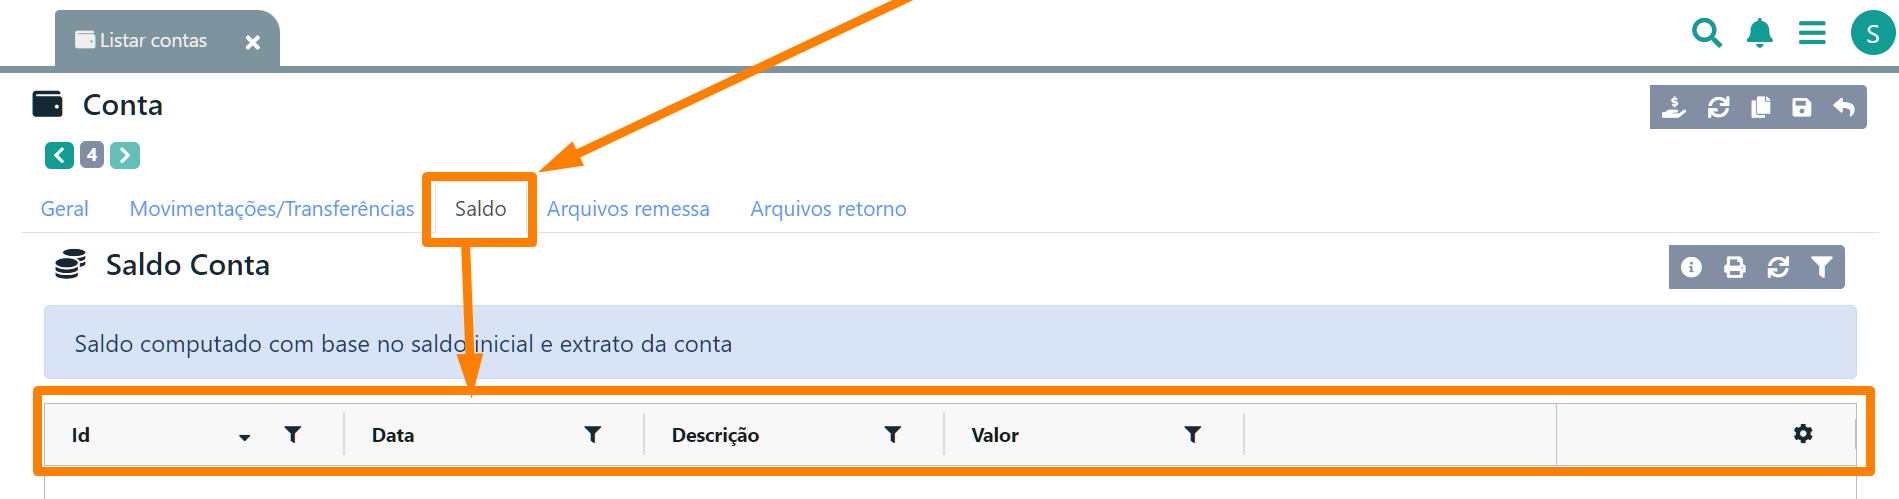 Listar contas
S
Conta
4
Geral Movimentações/Transferências Saldo Arquivos remessa Arquivos retorno
Saldo Conta
Saldo computado com base no saldo inicial e extrato da conta
Id Data Descrição Valor